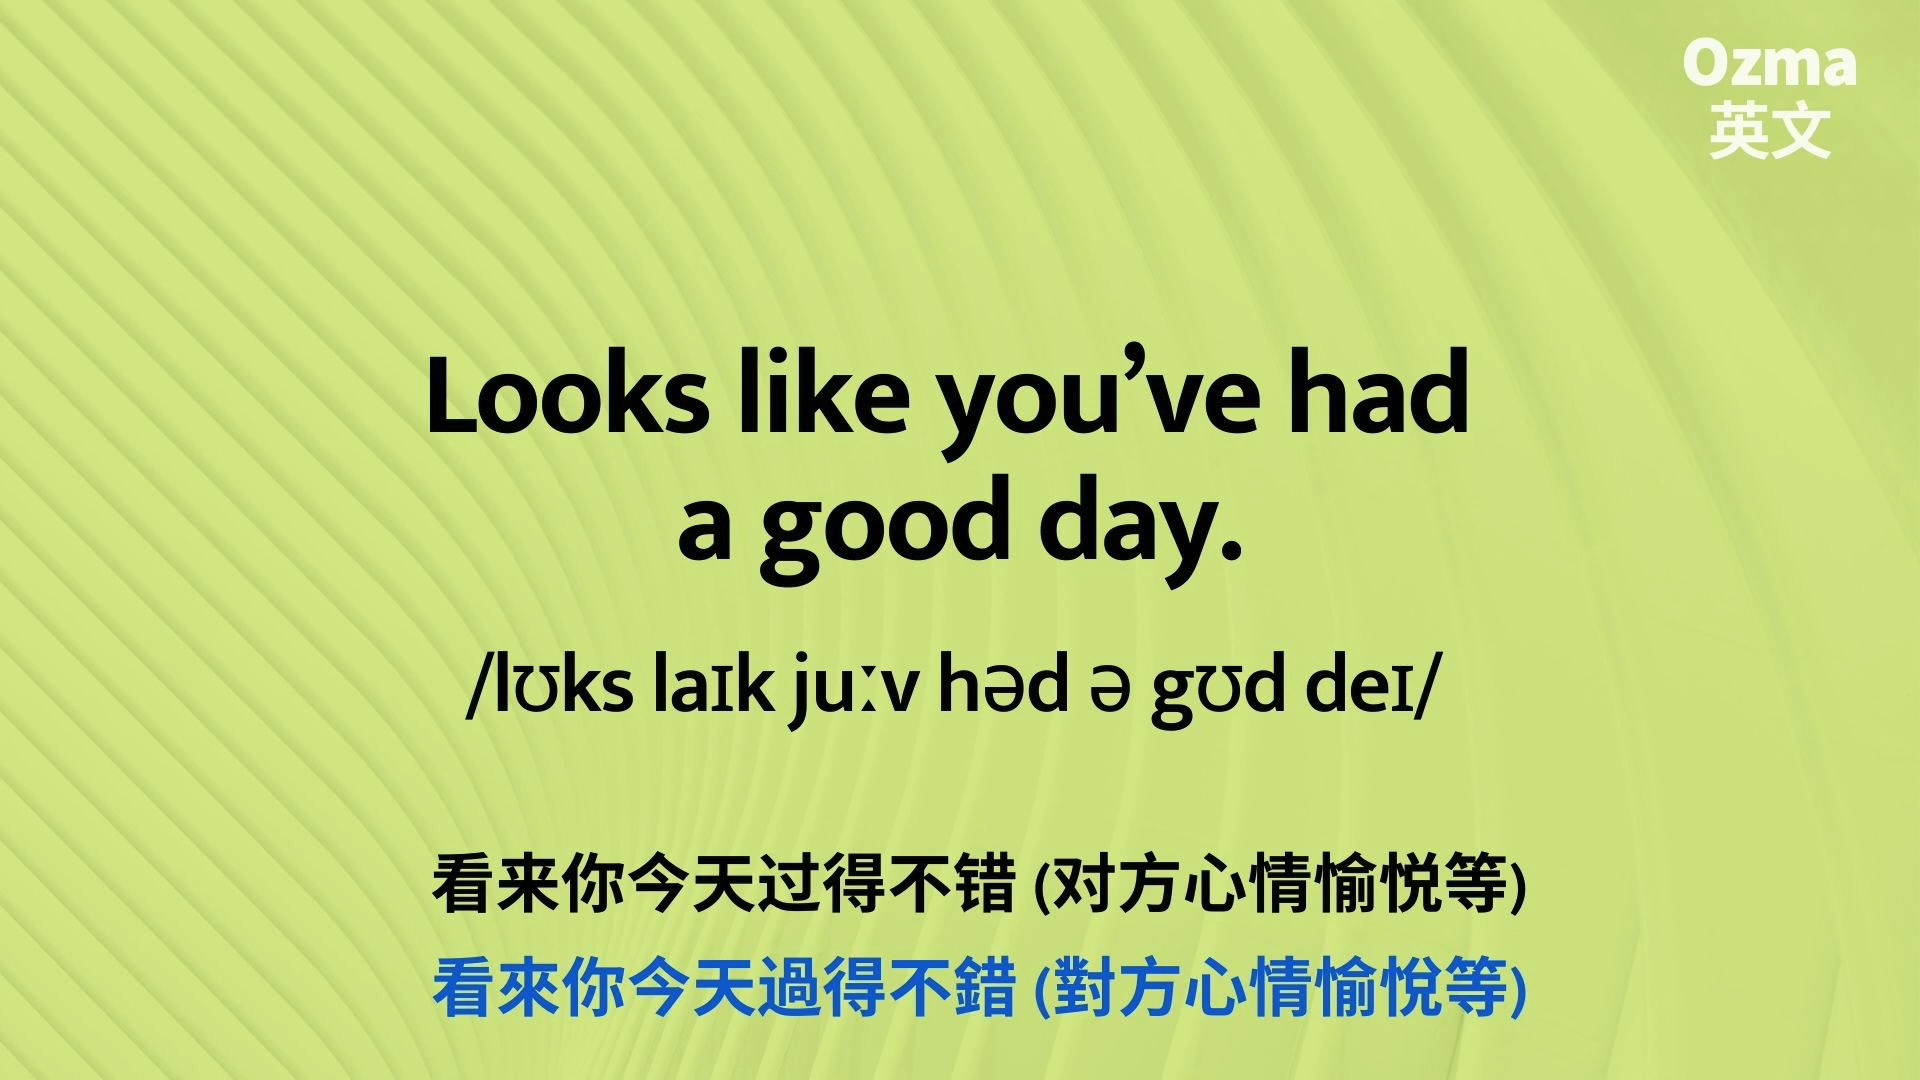 Ozma
英文
Looks like you’ve had
a good day.
/lʊks laɪk juːv həd ə gʊd deɪ/
看来你今天过得不错 (对方心情愉悦等)
看來你今天過得不錯 (對方心情愉悅等)